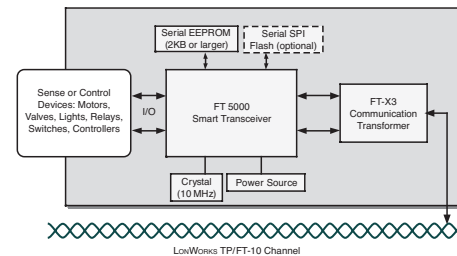 Serial EEPROM
(2KB or larger)
Serial SPI
Flash (optional)
Sense or Control
Devices: Motors,
Valves, Lights, Relays,
Switches, Controllers
I/O
FT 5000
Smart Transceiver
FT-X3
Communication
Transformer
Crystal
(10 MHz)
Power Source
LONWORKS TP/FT-10 Channel